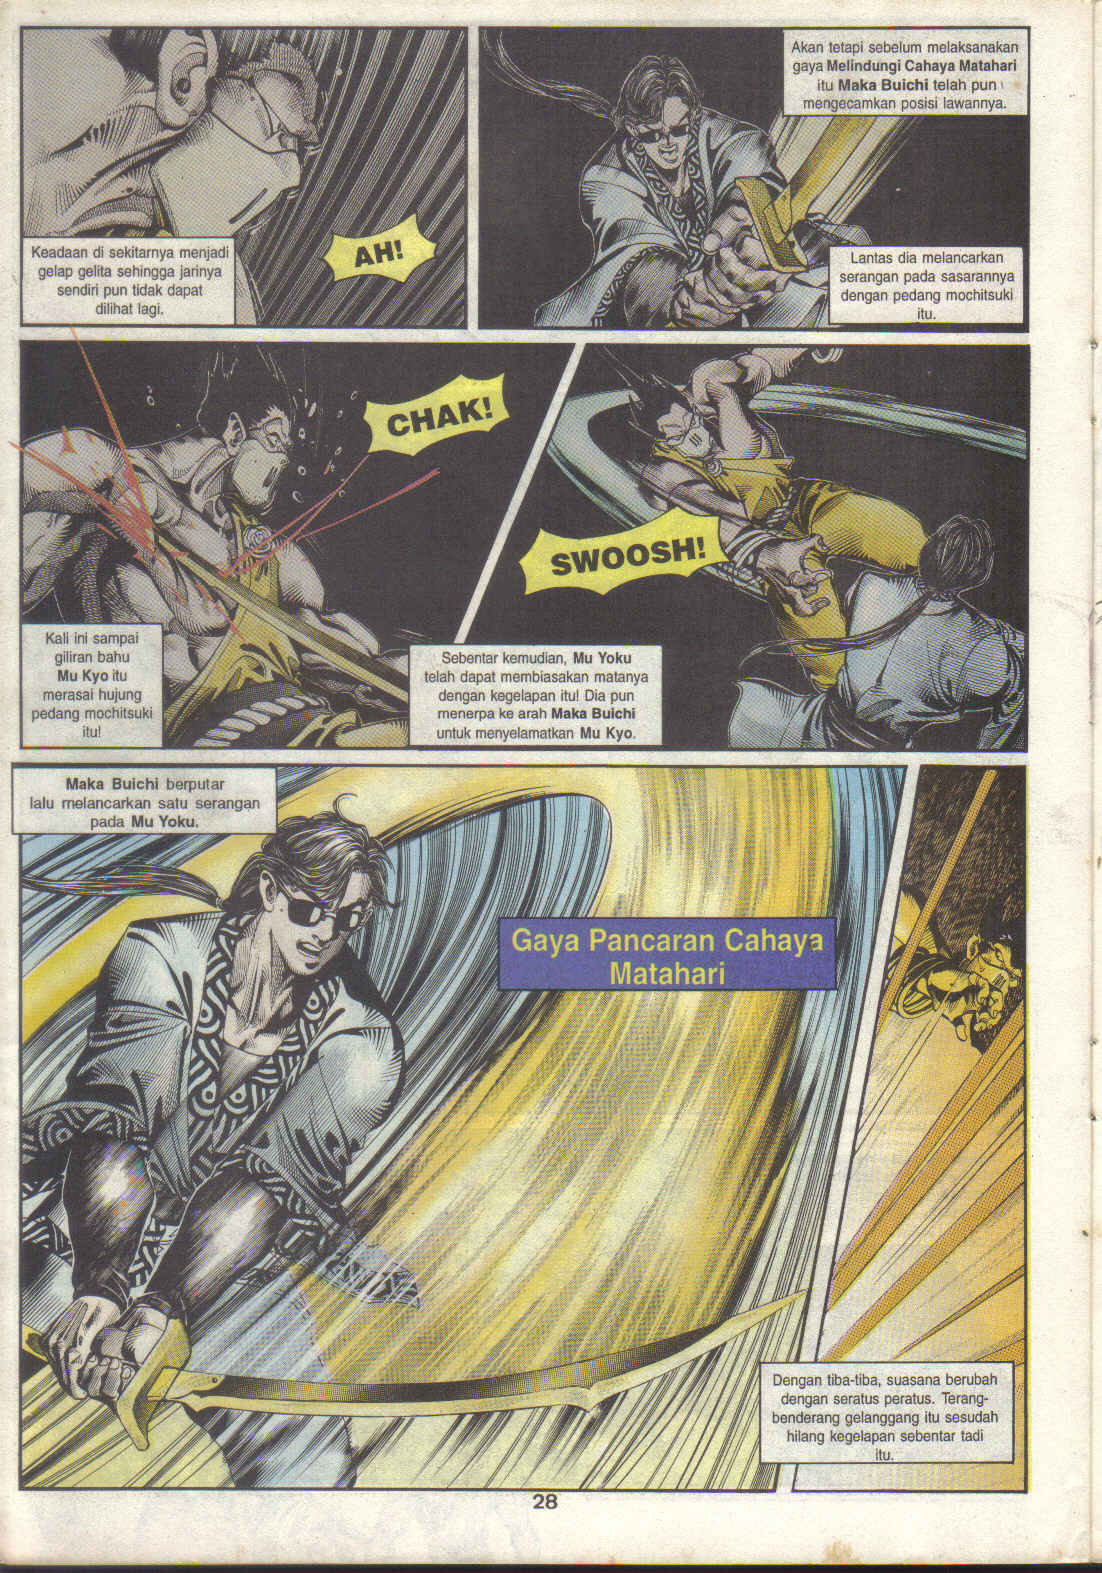 Keadaan di sekitarnya menjadi
gelap gelita sehingga jarinya
sendiri pun tidak dapat
dilihat lagi.
AH!
Akan tetapi sebelum melaksanakan
gaya Melindungi Cahaya Matahari
itu Maka Buichi telah pun
mengecamkan posisi lawannya.
Lantas dia melancarkan
serangan pada sasarannya
dengan pedang mochitsuki
itu.
CHAK!
Kali ini sampai
giliran bahu
Mu Kyo itu
merasai hujung
pedang mochitsuki
itu!
SWOOSH!
Sebentar kemudian, Mu Yoku
telah dapat membiasakan matanya
dengan kegelapan itu! Dia pun
menerpa ke arah Maka Buichi
untuk menyelamatkan Mu Kyo.
Maka Buichi berputar
lalu melancarkan satu serangan
pada Mu Yoku.
Gaya Pancaran Cahaya
Matahari
Dengan tiba-tiba, suasana berubah
dengan seratus peratus. Terang-
benderang gelanggang itu sesudah
hilang kegelapan sebentar tadi
itu.
28